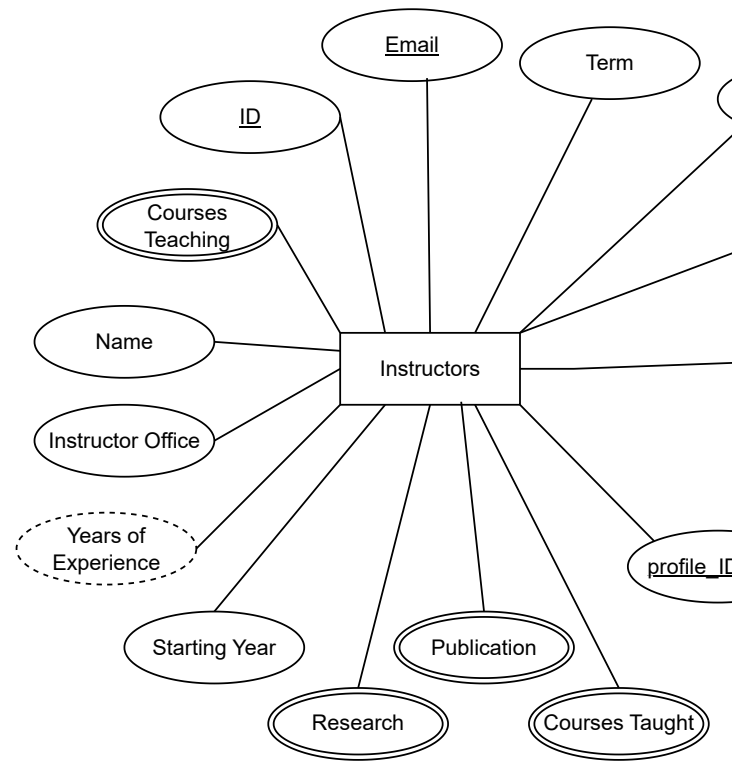 Email
Term
ID
Courses
Teaching
Name
Instructors
Instructor Office
Years of
Experience
profile_ID
Starting Year
Publication
Research
Courses Taught